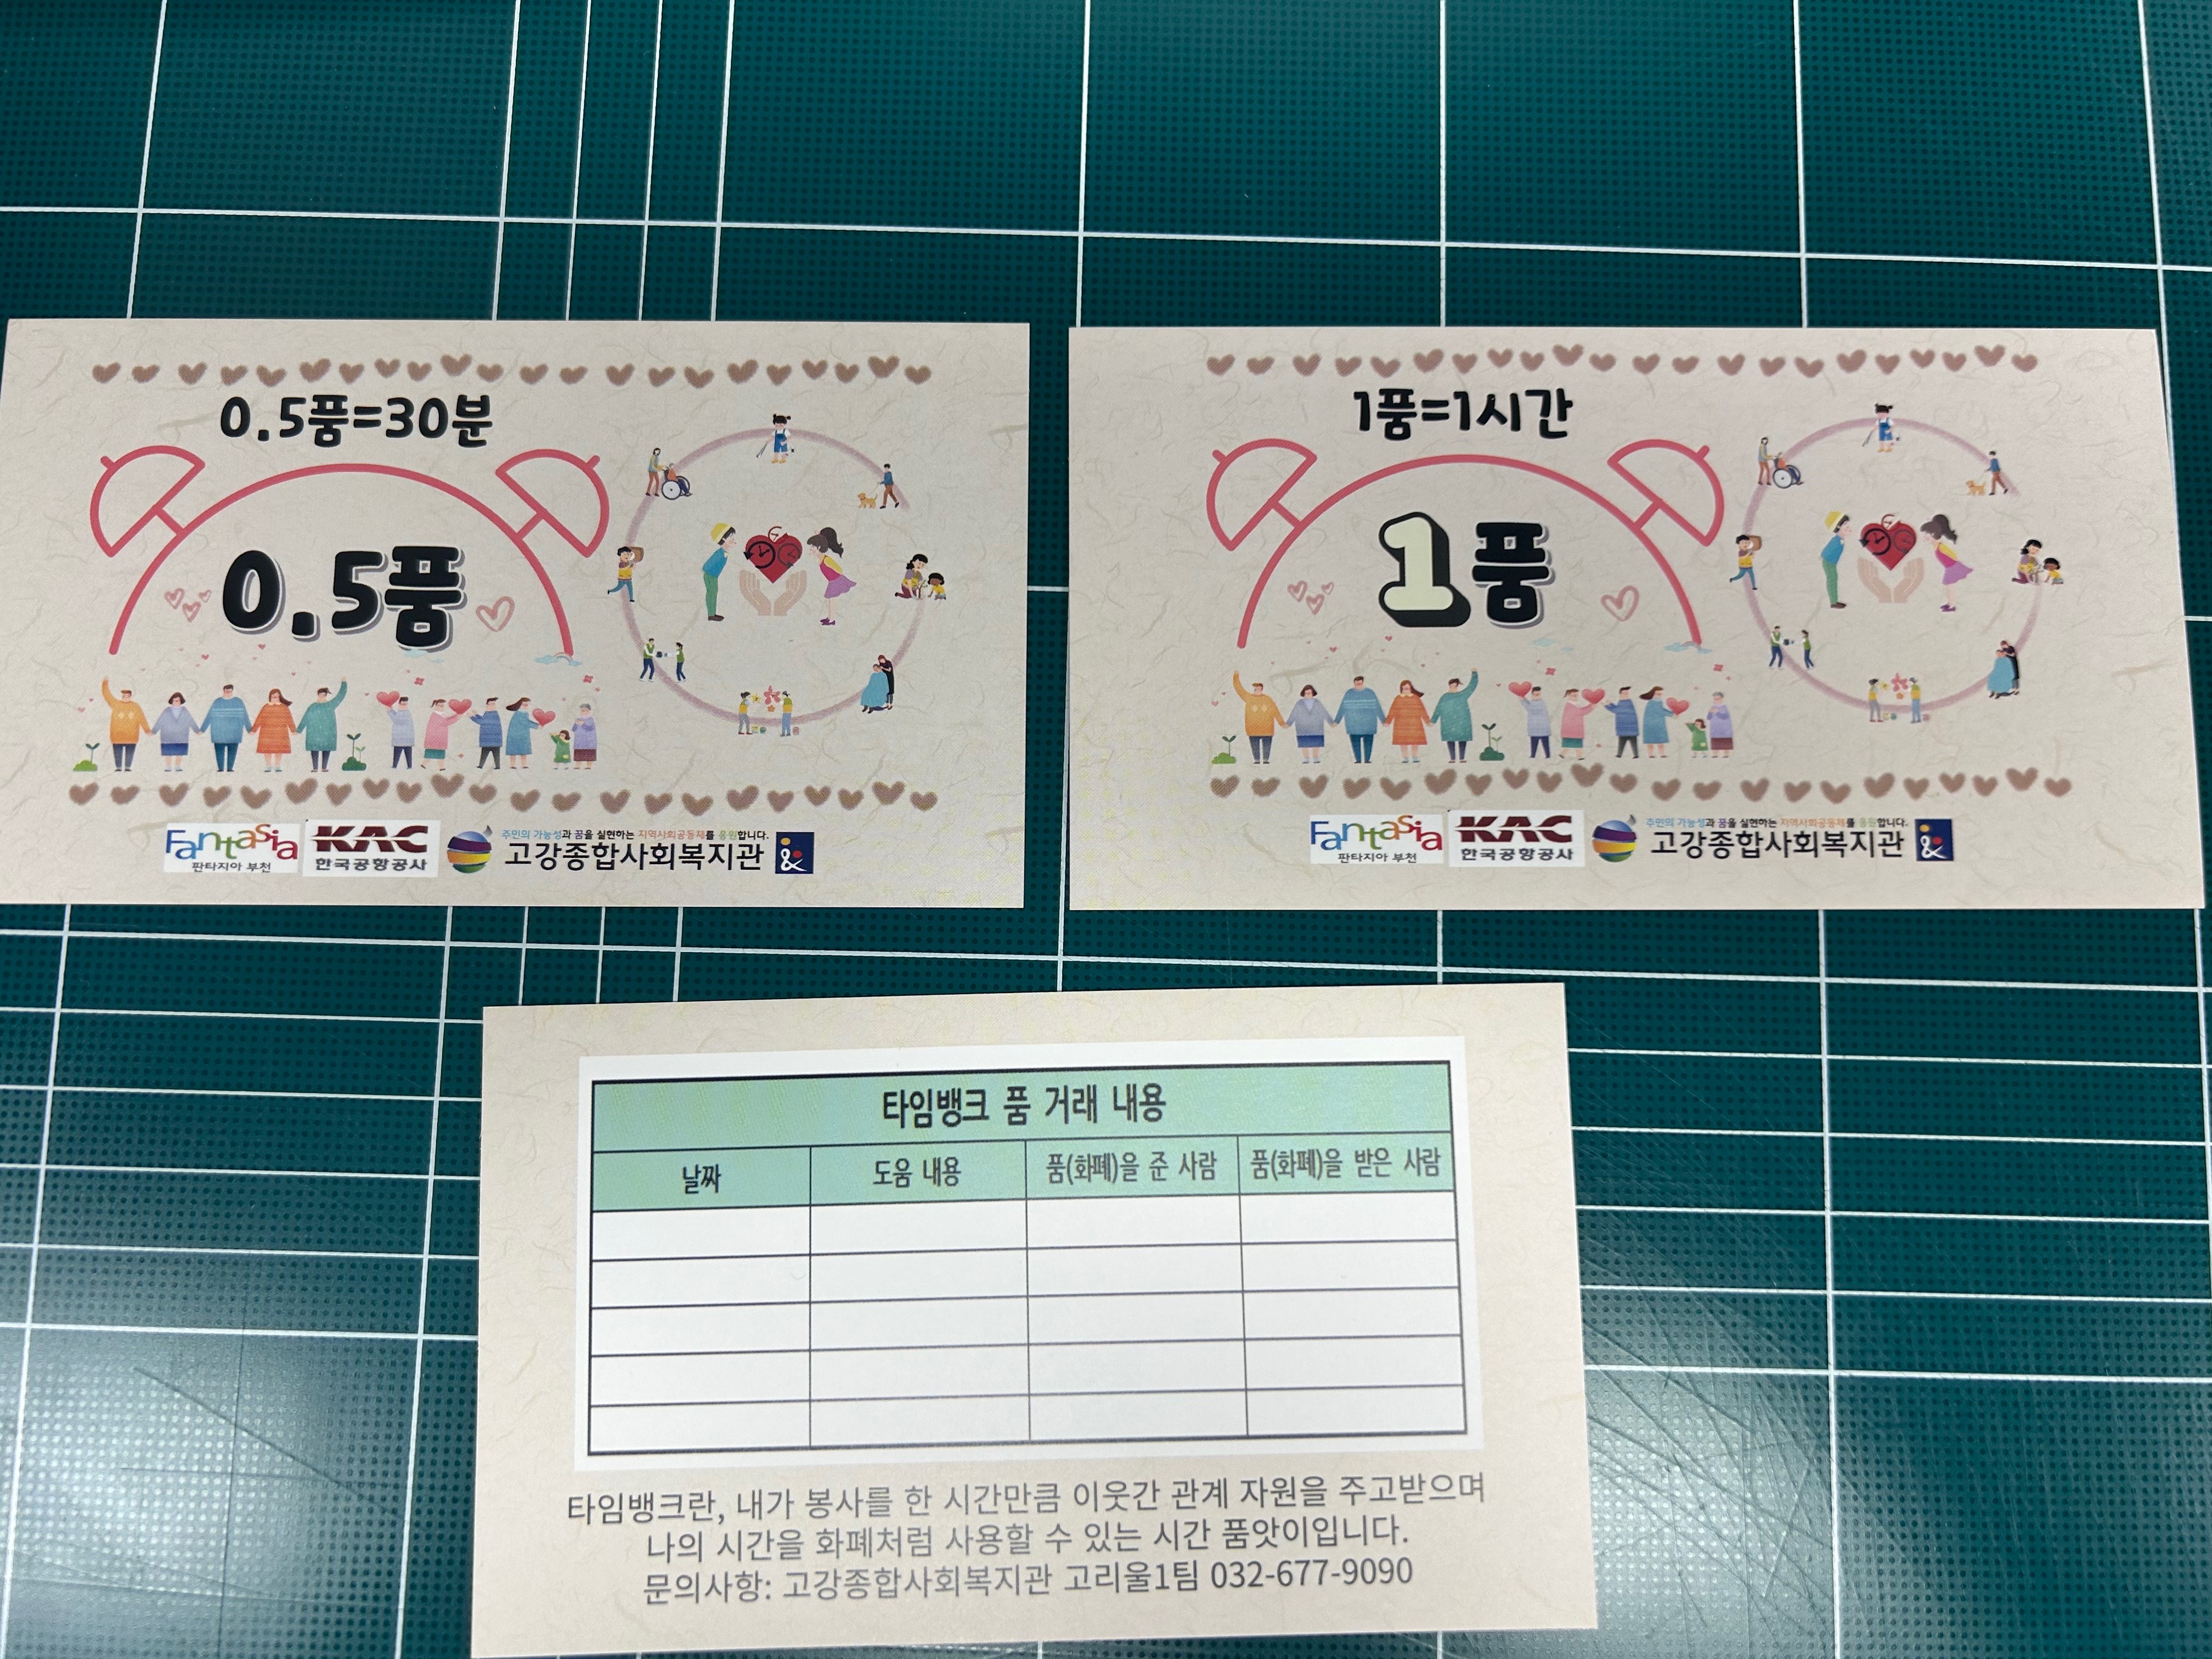 0.5품=30분
0.5품
Fantasia
판타지아 부천
KAC
한국공항공사
주민의 가능성과 꿈을 실현하는 지역사회공동체를 응원합니다.
고강종합사회복지관
1품=1시간
1품
Fantasia
판타지아 부천
KAC
한국공항공사
주민의 가능성과 꿈을 실현하는 지역사회공동체를 응원합니다.
고강종합사회복지관
타임뱅크 품 거래 내용
날짜 도움 내용 품(화폐)을 준 사람 품(화폐)을 받은 사람
타임뱅크란, 내가 봉사를 한 시간만큼 이웃간 관계 자원을 주고받으며
나의 시간을 화폐처럼 사용할 수 있는 시간 품앗이입니다.
문의사항: 고강종합사회복지관 고리울1팀 032-677-9090